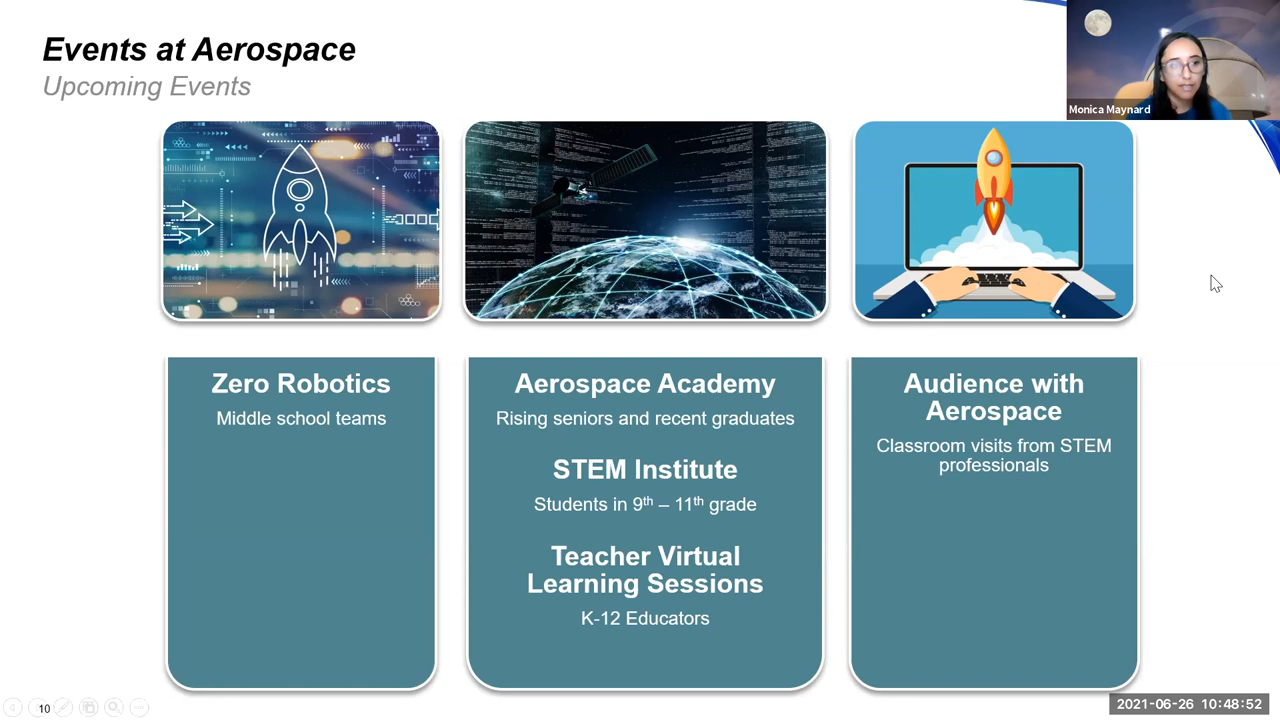 Events at Aerospace
Upcoming Events
Monica Maynard
Zero Robotics
Middle school teams
Aerospace Academy
Rising seniors and recent graduates
STEM Institute
Students in 9th – 11th grade
Teacher Virtual
Learning Sessions
K-12 Educators
Audience with
Aerospace
Classroom visits from STEM
professionals
10
2021-06-26 10:48:52